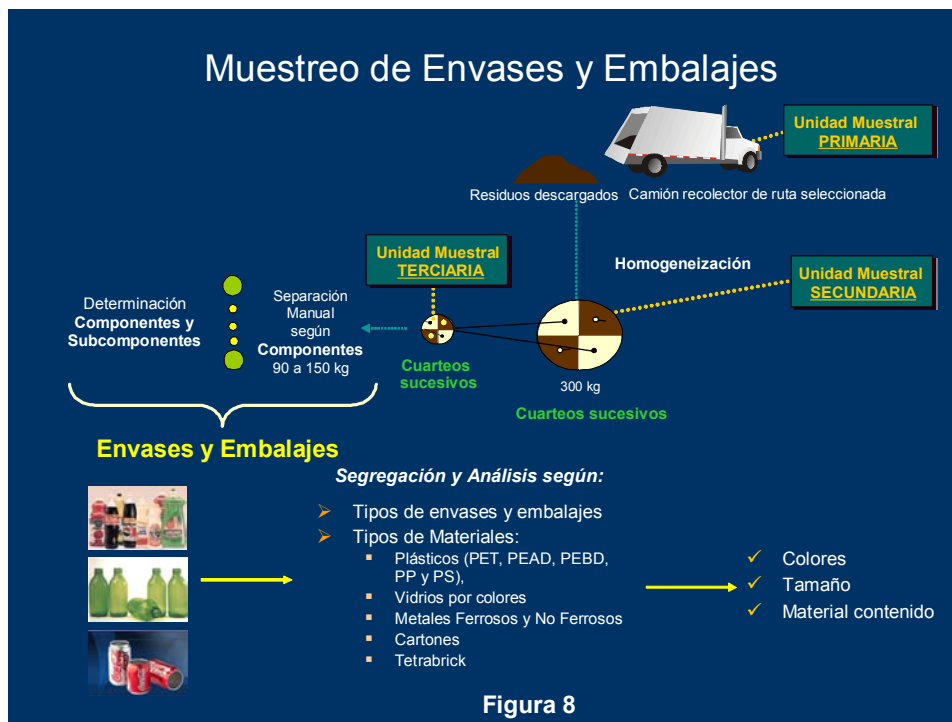 Muestreo de Envases y Embalajes
Unidad Muestral
PRIMARIA
Residuos descargados
Camión recolector de ruta seleccionada
Unidad Muestral
TERCIARIA
Homogeneización
Unidad Muestral
SECUNDARIA
Determinación
Componentes y
Subcomponentes
Separación
Manual
según
Componentes
90 a 150 kg
Cuarteos
sucesivos
300 kg
Cuarteos sucesivos
Envases y Embalajes
Segregación y Análisis según:
Tipos de envases y embalajes
Tipos de Materiales:
Plásticos (PET, PEAD, PEBD,
PP y PS),
Vidrios por colores
Metales Ferrosos y No Ferrosos
Cartones
Tetrabrick
Colores
Tamaño
Material contenido
Figura 8